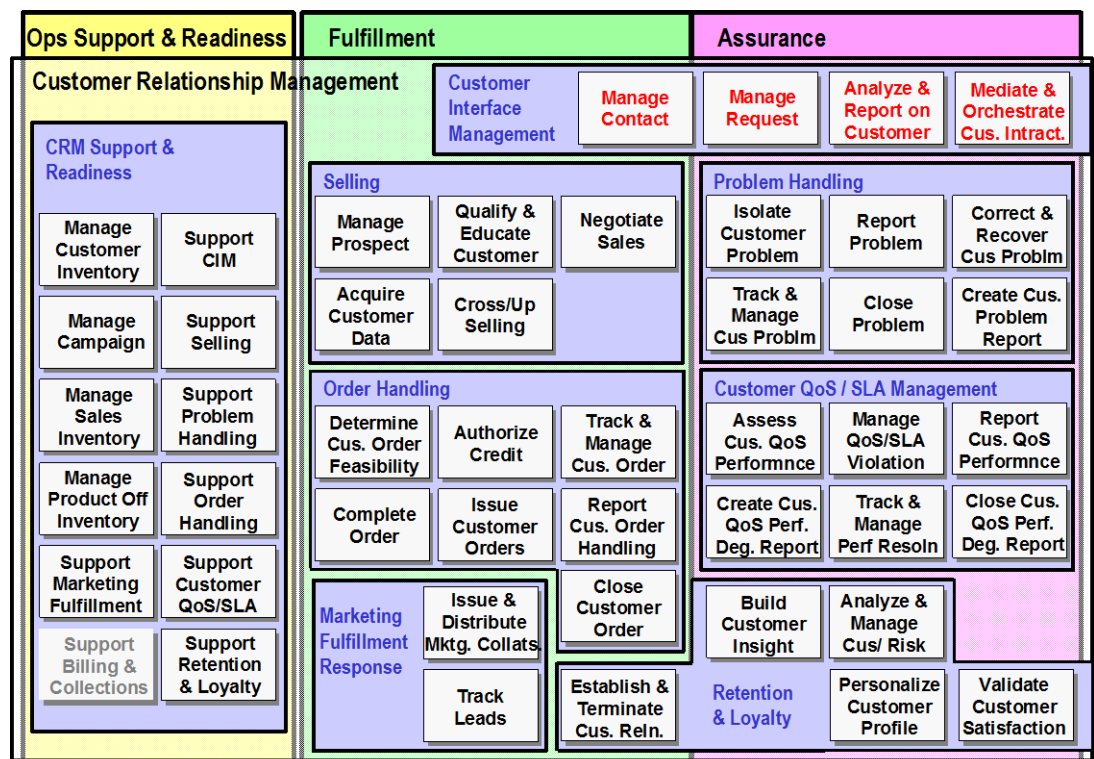 Ops Support & Readiness
Fulfillment
Assurance
Customer Relationship Management
Customer
Interface
Management
Manage
Contact
Manage
Request
Analyze &
Report on
Customer
Mediate &
Orchestrate
Cus. Intract.
CRM Support &
Readiness
Manage
Customer
Inventory
Support
CIM
Manage
Campaign
Support
Selling
Manage
Sales
Inventory
Support
Problem
Handling
Manage
Product Off
Inventory
Support
Order
Handling
Support
Marketing
Fulfillment
Support
Customer
QoS/SLA
Support
Billing &
Collections
Support
Retention
& Loyalty
Selling
Manage
Prospect
Qualify &
Educate
Customer
Negotiate
Sales
Acquire
Customer
Data
Cross/Up
Selling
Order Handling
Determine
Cus. Order
Feasibility
Authorize
Credit
Track &
Manage
Cus. Order
Complete
Order
Issue
Customer
Orders
Report
Cus. Order
Handling
Close
Customer
Order
Marketing
Fulfillment
Response
Issue &
Distribute
Mktg. Collats.
Track
Leads
Problem Handling
Isolate
Customer
Problem
Report
Problem
Correct &
Recover
Cus Problm
Track &
Manage
Cus Problm
Close
Problem
Create Cus.
Problem
Report
Customer QoS / SLA Management
Assess
Cus. QoS
Performnce
Manage
QoS/SLA
Violation
Report
Cus. QoS
Performnce
Create Cus.
QoS Perf.
Deg. Report
Track &
Manage
Perf Resoln
Close Cus.
QoS Perf.
Deg. Report
Build
Customer
Insight
Analyze &
Manage
Cus/ Risk
Establish &
Terminate
Cus. Reln.
Retention
& Loyalty
Personalize
Customer
Profile
Validate
Customer
Satisfaction